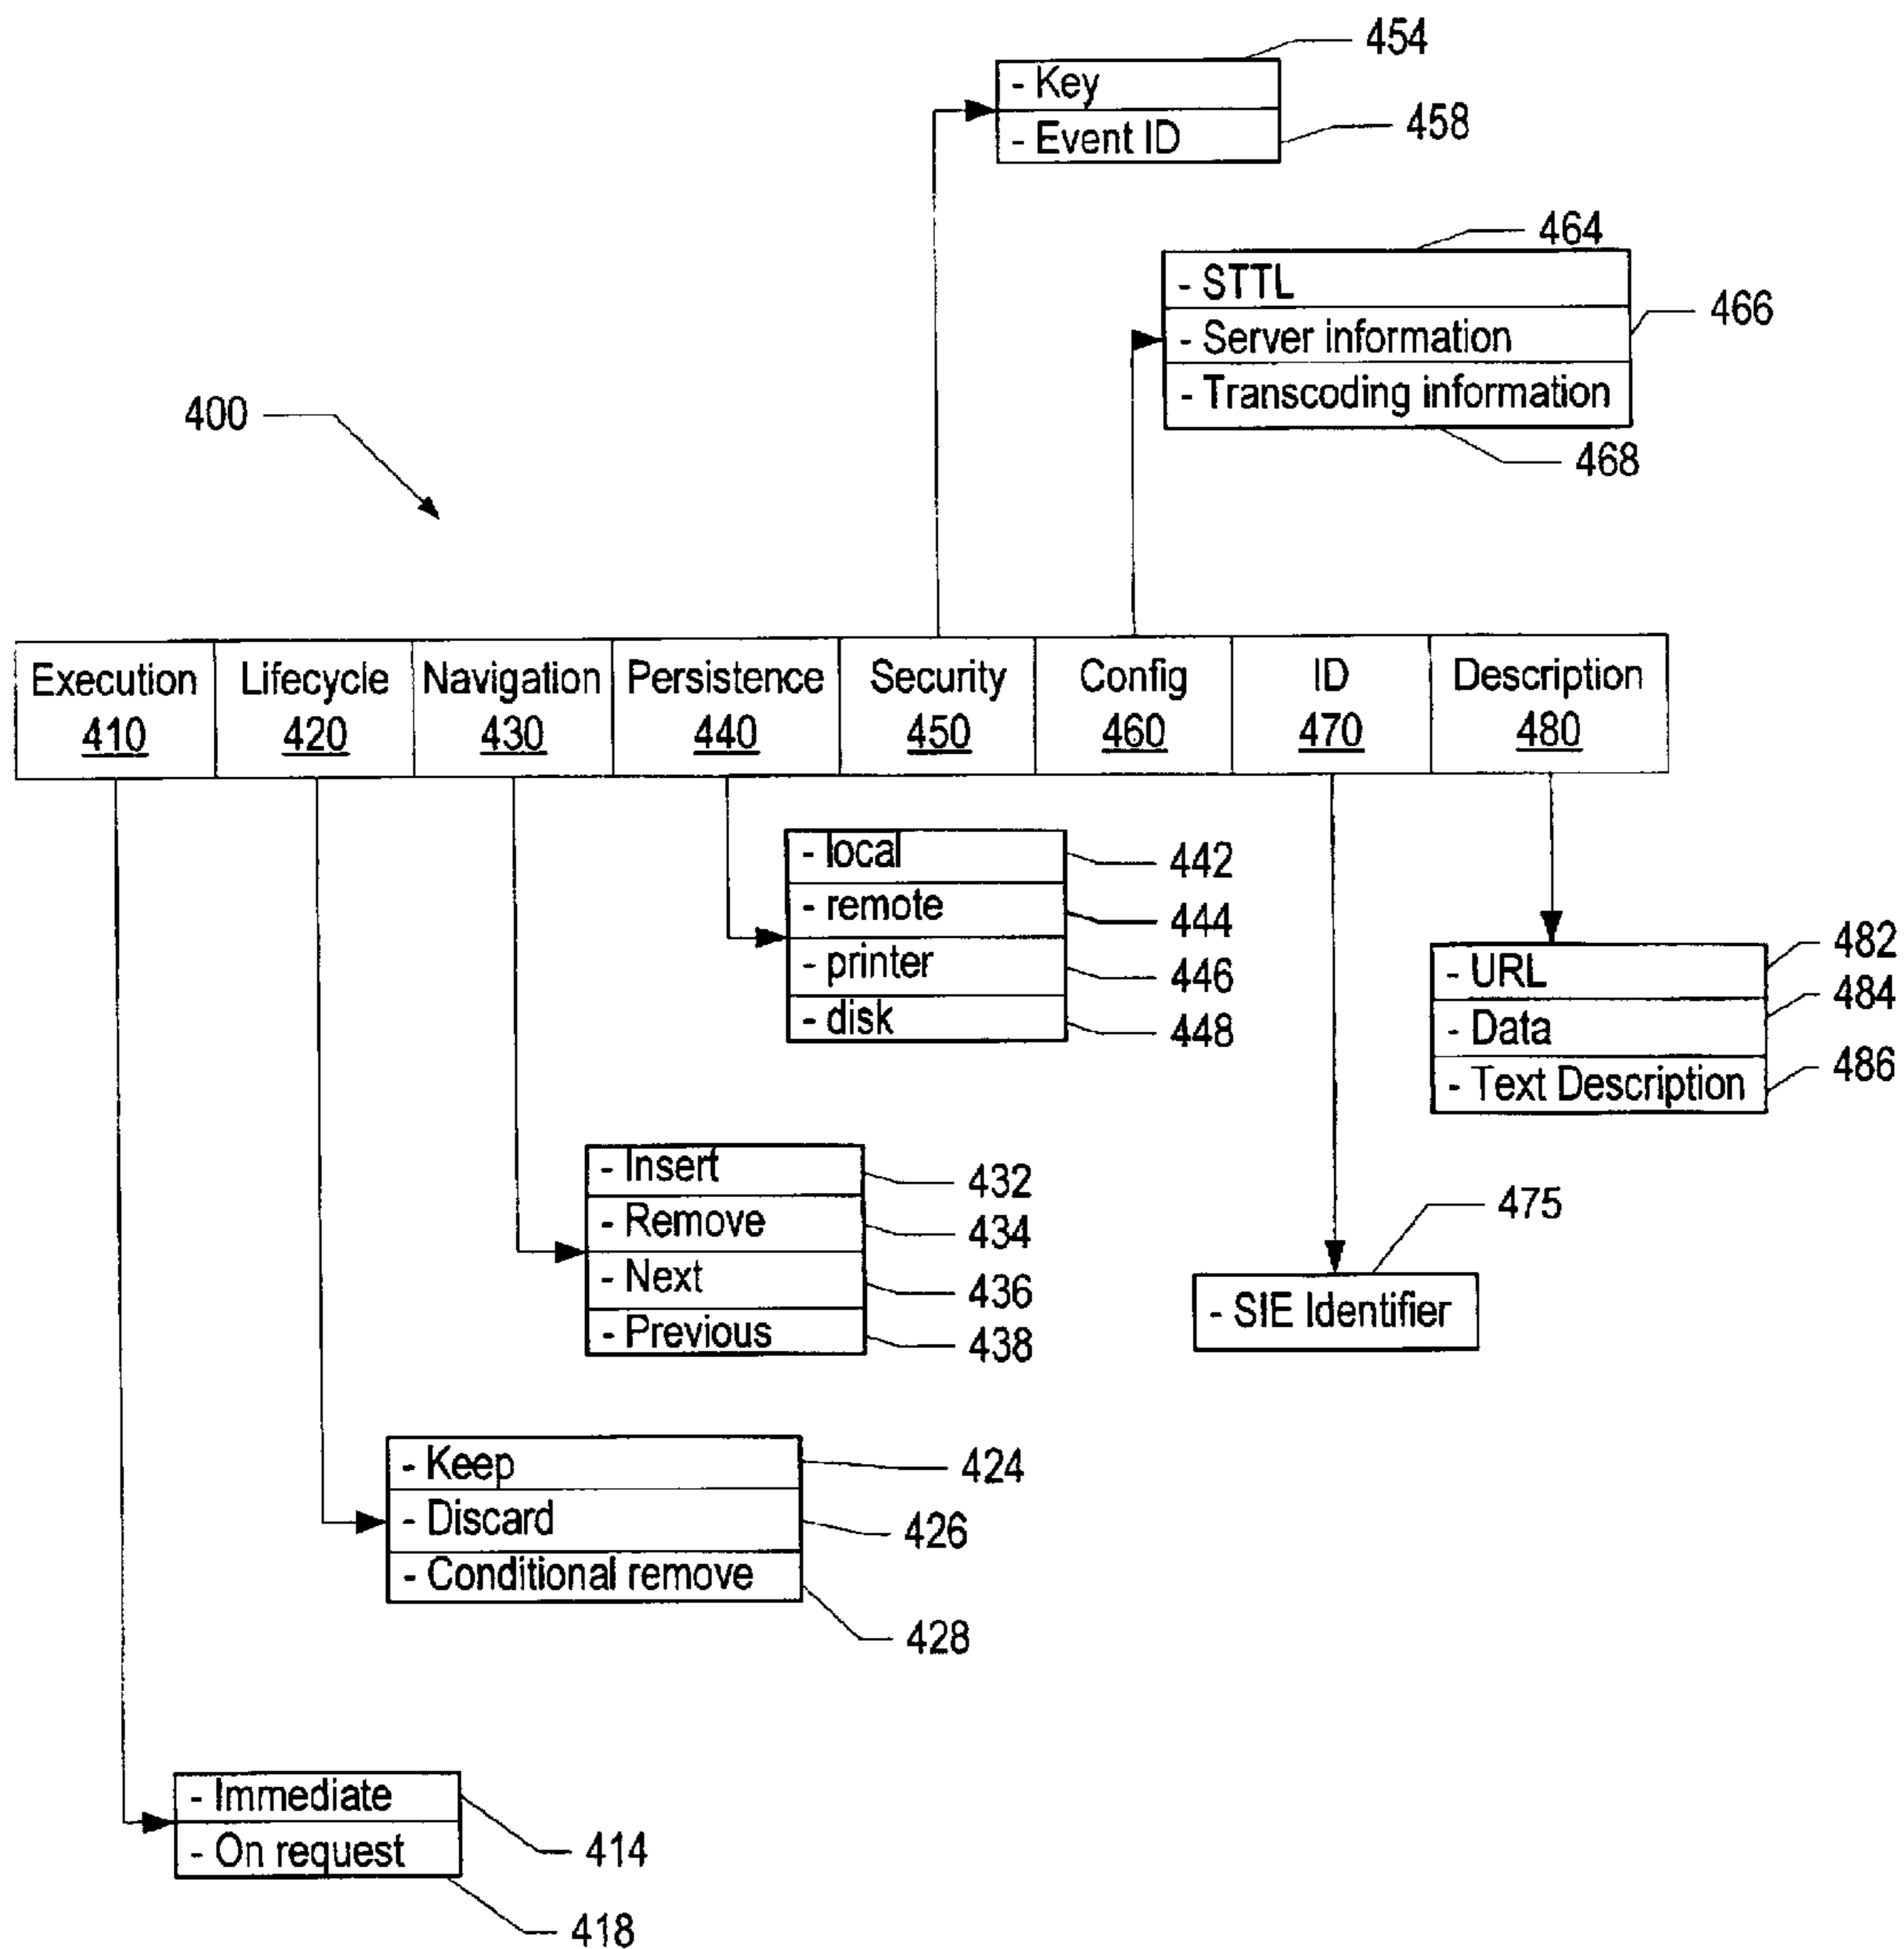 454
- Key
- Event ID
458
464
- STTL
466
- Server information
- Transcoding information
468
400
Execution
410
Lifecycle
420
Navigation
430
Persistence
440
Security
450
Config
460
ID
470
Description
480
- local
442
- remote
444
- printer
446
- disk
448
482
- URL
484
- Data
486
- Text Description
- Insert
432
- Remove
434
- Next
436
- Previous
438
475
- SIE Identifier
- Keep
424
- Discard
426
- Conditional remove
428
- Immediate
414
- On request
418